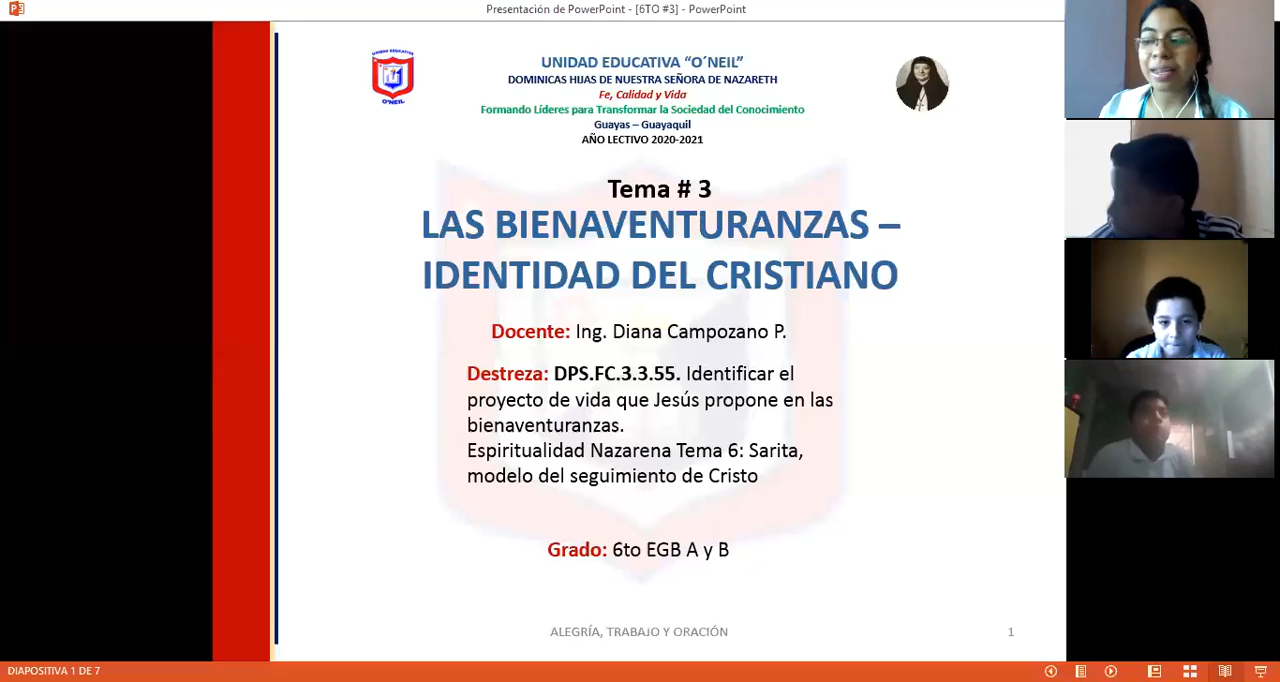 Presentación de PowerPoint - [6TO #3] - PowerPoint
UNIDAD EDUCATIVA
O'NEIL
UNIDAD EDUCATIVA “O´NEIL”
DOMINICAS HIJAS DE NUESTRA SEÑORA DE NAZARETH
Fe, Calidad y Vida
Formando Líderes para Transformar la Sociedad del Conocimiento
Guayas – Guayaquil
AÑO LECTIVO 2020-2021
Tema # 3
LAS BIENAVENTURANZAS –
IDENTIDAD DEL CRISTIANO
Docente: Ing. Diana Campozano P.
Destreza: DPS.FC.3.3.55. Identificar el
proyecto de vida que Jesús propone en las
bienaventuranzas.
Espiritualidad Nazarena Tema 6: Sarita,
modelo del seguimiento de Cristo
Grado: 6to EGB A y B
ALEGRÍA, TRABAJO Y ORACIÓN
1
DIAPOSITIVA 1 DE 7